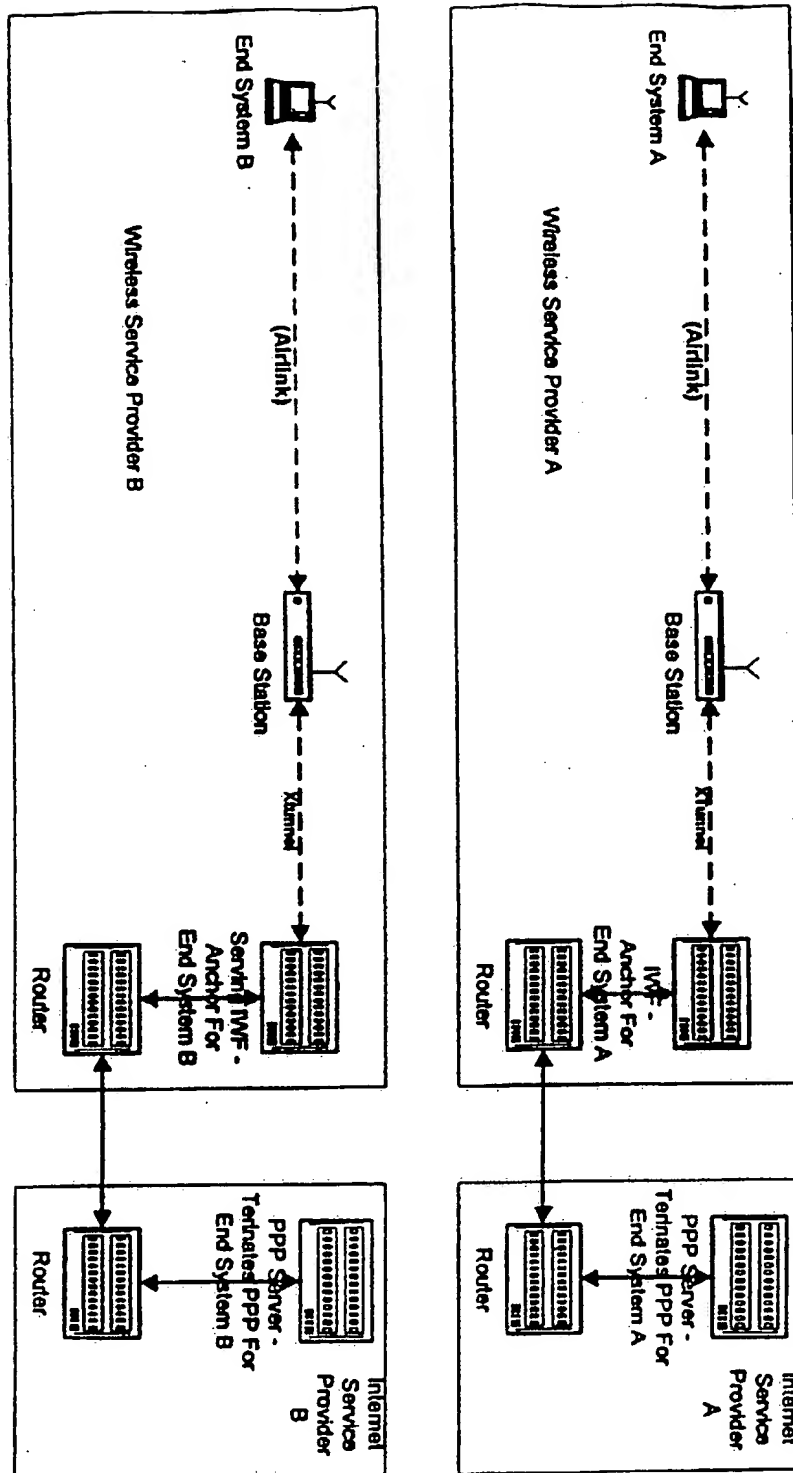 End System A
(Airlink)
Wireless Service Provider A
Base Station
XTunnel
IWF -
Anchor For
End System A
Router
PPP Server -
Terinates PPP For
End System A
Router
Internet
Service
Provider
A
End System B
(Airlink)
Wireless Service Provider B
Base Station
Xtunnel
IWF -
Anchor For
End System B
Router
PPP Server -
Terinates PPP For
End System B
Router
Internet
Service
Provider
B